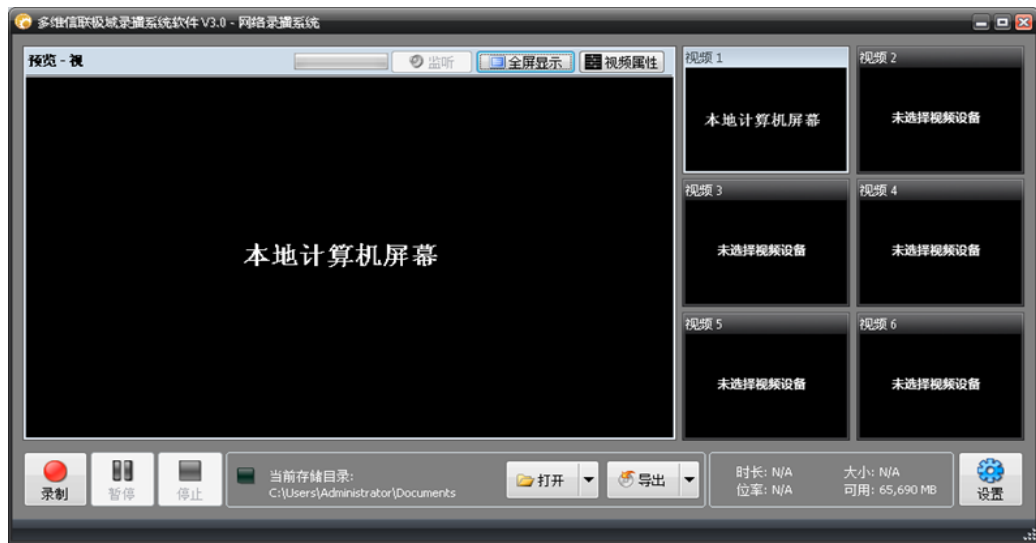 多维信联极域录播系统软件 V3.0 - 网络录播系统
预览 - 视
监听
全屏显示
视频属性
视频 1
视频 2
本地计算机屏幕
未选择视频设备
视频 3
视频 4
本地计算机屏幕
未选择视频设备
未选择视频设备
视频 5
视频 6
未选择视频设备
未选择视频设备
录制
暂停
停止
当前存储目录:
C:\Users\Administrator\Documents
打开
导出
时长: N/A
大小: N/A
位率: N/A
可用: 65,690 MB
设置